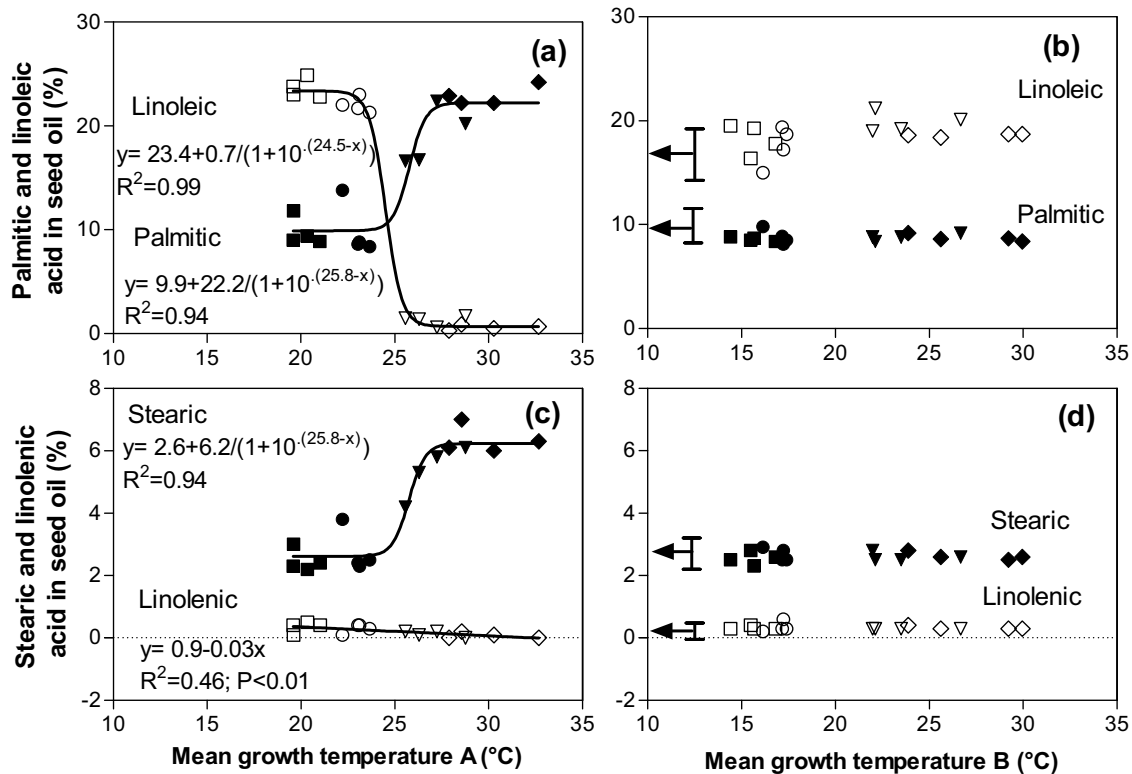 Palmitic and linoleic
acid in seed oil (%)
30
20
10
0
(a)
Linoleic
y= 23.4+0.7/(1+10^.(24.5-x))
R²=0.99
Palmitic
y= 9.9+22.2/(1+10^.(25.8-x))
R²=0.94
10 15 20 25 30 35
30
20
10
0
(b)
Linoleic
Palmitic
10 15 20 25 30 35
Stearic and linolenic
acid in seed oil (%)
8
6
4
2
0
-2
(c)
Stearic
y= 2.6+6.2/(1+10^.(25.8-x))
R²=0.94
Linolenic
y= 0.9-0.03x
R²=0.46; P<0.01
10 15 20 25 30 35
Mean growth temperature A (°C)
8
6
4
2
0
-2
(d)
Stearic
Linolenic
10 15 20 25 30 35
Mean growth temperature B (°C)